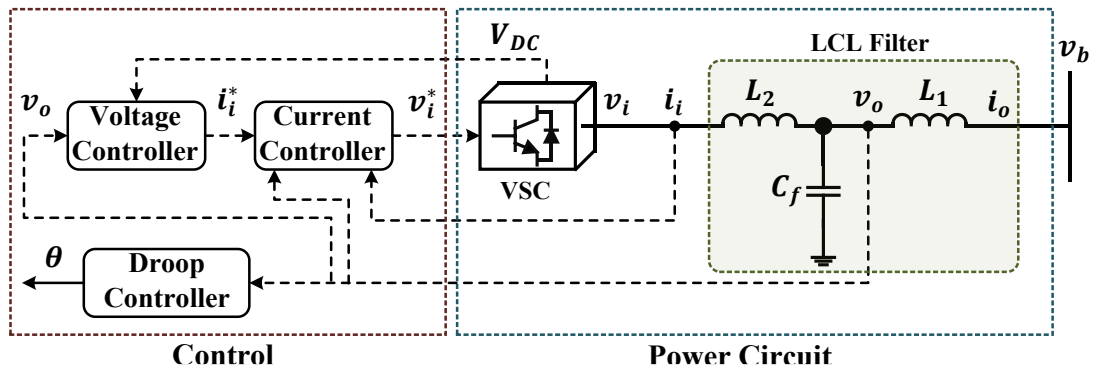 V_DC
LCL Filter
v_b
v_o
Voltage
Controller
i_i^*
Current
Controller
v_i^*
VSC
v_i
i_i
L_2
v_o
L_1
i_o
C_f
θ
Droop
Controller
Control
Power Circuit